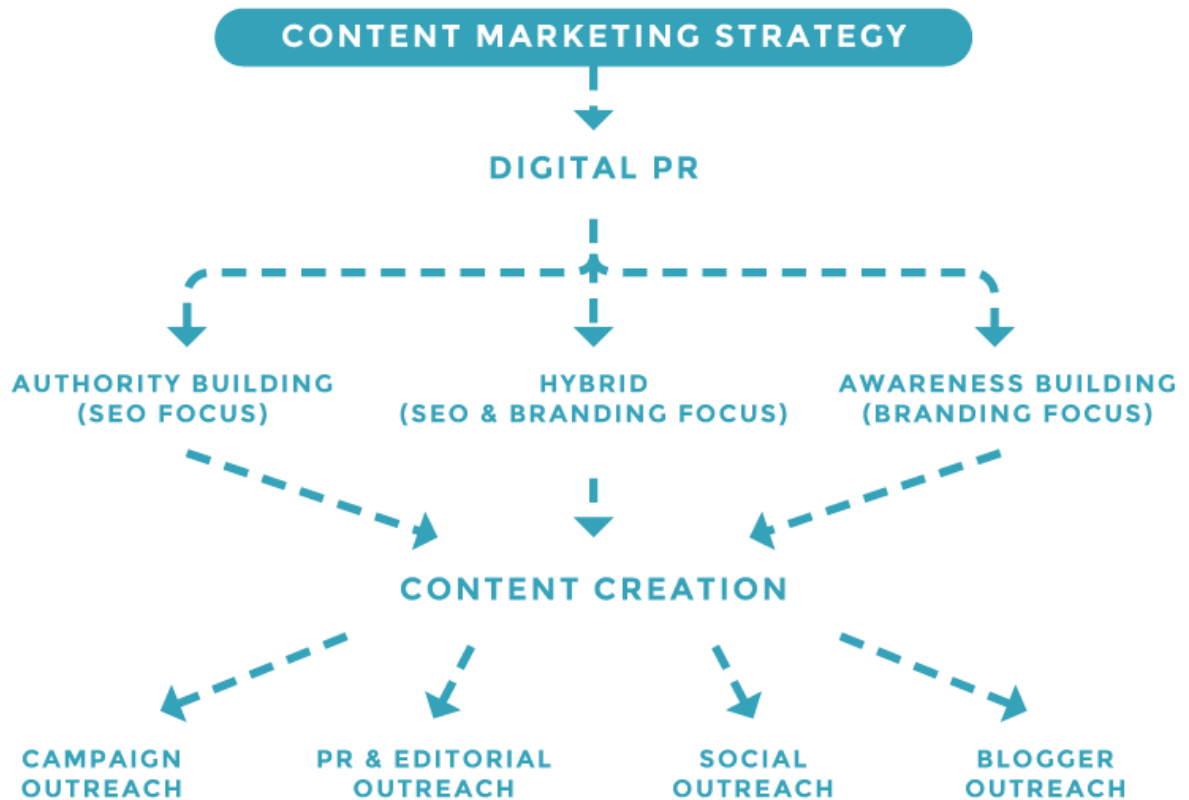 CONTENT MARKETING STRATEGY
DIGITAL PR
AUTHORITY BUILDING
(SEO FOCUS)
HYBRID
(SEO & BRANDING FOCUS)
AWARENESS BUILDING
(BRANDING FOCUS)
CONTENT CREATION
CAMPAIGN
OUTREACH
PR & EDITORIAL
OUTREACH
SOCIAL
OUTREACH
BLOGGER
OUTREACH